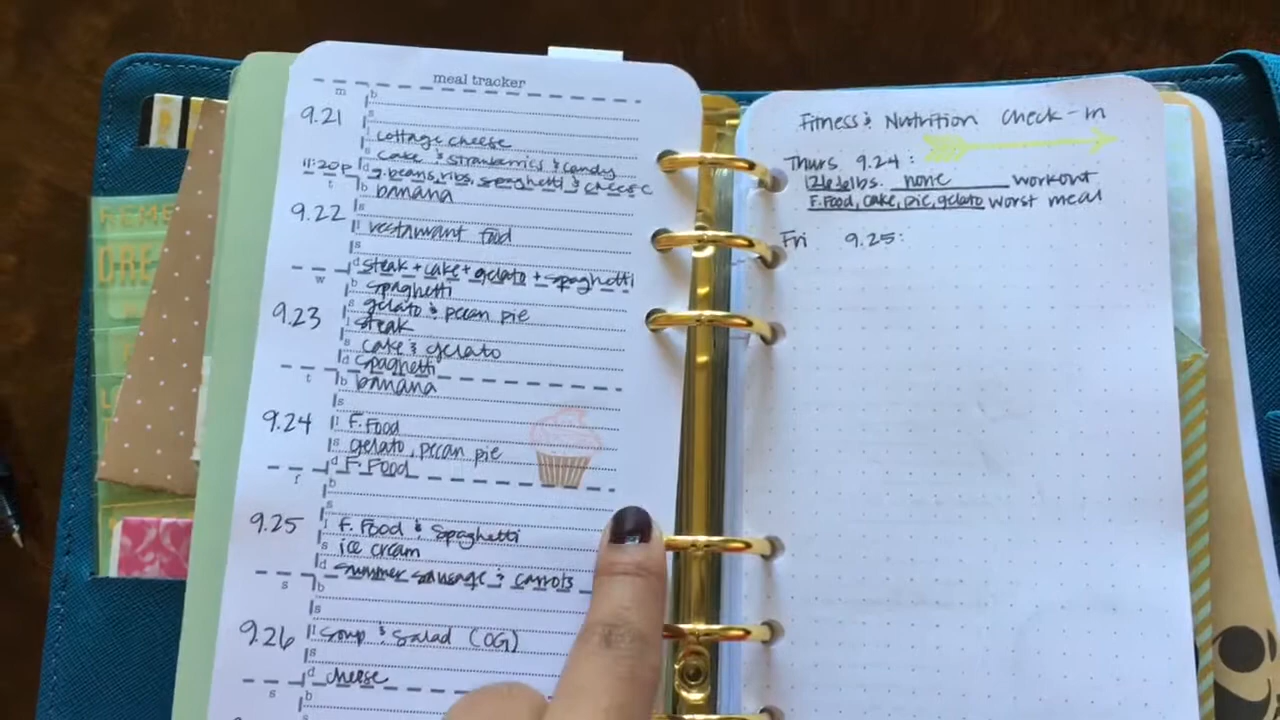 meal tracker
m
b
s
9.21
l cottage cheese
s cake & strawberries & candy
11:20p d g.beans, ribs, spaghetti & cheese
t b banana
s
9.22
l restaurant food
s
d steak + cake + gelato + spaghetti
w b spaghetti
s gelato & pecan pie
9.23
l steak
s cake & gelato
d spaghetti
t b banana
s
9.24
l F. Food
s gelato, pecan pie
d F. Food
f b
s
9.25
l F. Food & spaghetti
s ice cream
d summer sausage & carrots
s b
s
9.26
l soup & salad (OG)
s
d cheese
s b
REME
DRE
Fitness & Nutrition Check-in
Thurs 9.24:
lbs. none workout
F. Food, cake, pie, gelato worst meal
Fri 9.25: